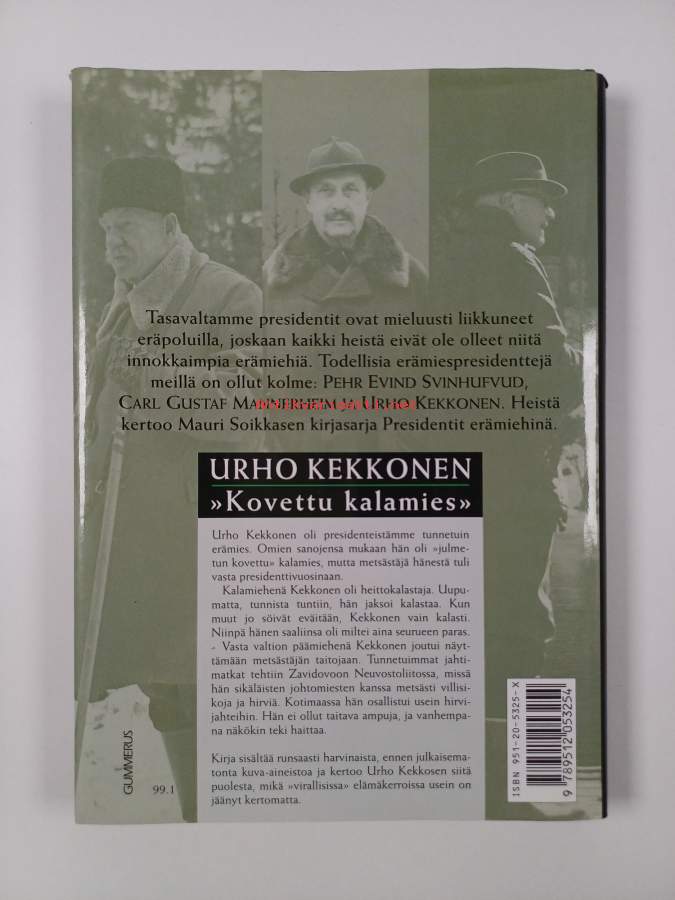 Tasavaltamme presidentit ovat mieluusti liikkuneet
eräpoluilla, joskaan kaikki heistä eivät ole olleet niitä
innokkaimpia erämiehiä. Todellisia erämiespresidenttejä
meillä on ollut kolme: PEHR EVIND SVINHUFVUD,
CARL GUSTAF MANNERHEIM JA URHO KEKKONEN. Heistä
kertoo Mauri Soikkasen kirjasarja Presidentit erämiehinä.
URHO KEKKONEN
»Kovettu kalamies»
Urho Kekkonen oli presidenteistämme tunnetuin
erämies. Omien sanojensa mukaan hän oli »julme-
tun kovettu» kalamies, mutta metsästäjä hänestä tuli
vasta presidenttivuosinaan.
Kalamiehenä Kekkonen oli heittokalastaja. Uupu-
matta, tunnista tuntiin, hän jaksoi kalastaa. Kun
muut jo söivät eväitään, Kekkonen vain kalasti.
Niinpä hänen saaliinsa oli miltei aina seurueen paras.
- Vasta valtion päämiehenä Kekkonen joutui näyt-
tämään metsästäjän taitojaan. Tunnetuimmat jahti-
matkat tehtiin Zavidovoon Neuvostoliitossa, missä
hän sikäläisten johtomiesten kanssa metsästi villisi-
koja ja hirviä. Kotimaassa hän osallistui usein hirvi-
jahteihin. Hän ei ollut taitava ampuja, ja vanhempa-
na näkökin teki haittaa.
Kirja sisältää runsaasti harvinaista, ennen julkaisema-
tonta kuva-aineistoa ja kertoo Urho Kekkosen siitä
puolesta, mikä »virallisissa» elämäkerroissa usein on
jäänyt kertomatta.
GUMMERUS
99.1
ISBN 951-20-5325-X
9 789512 053254